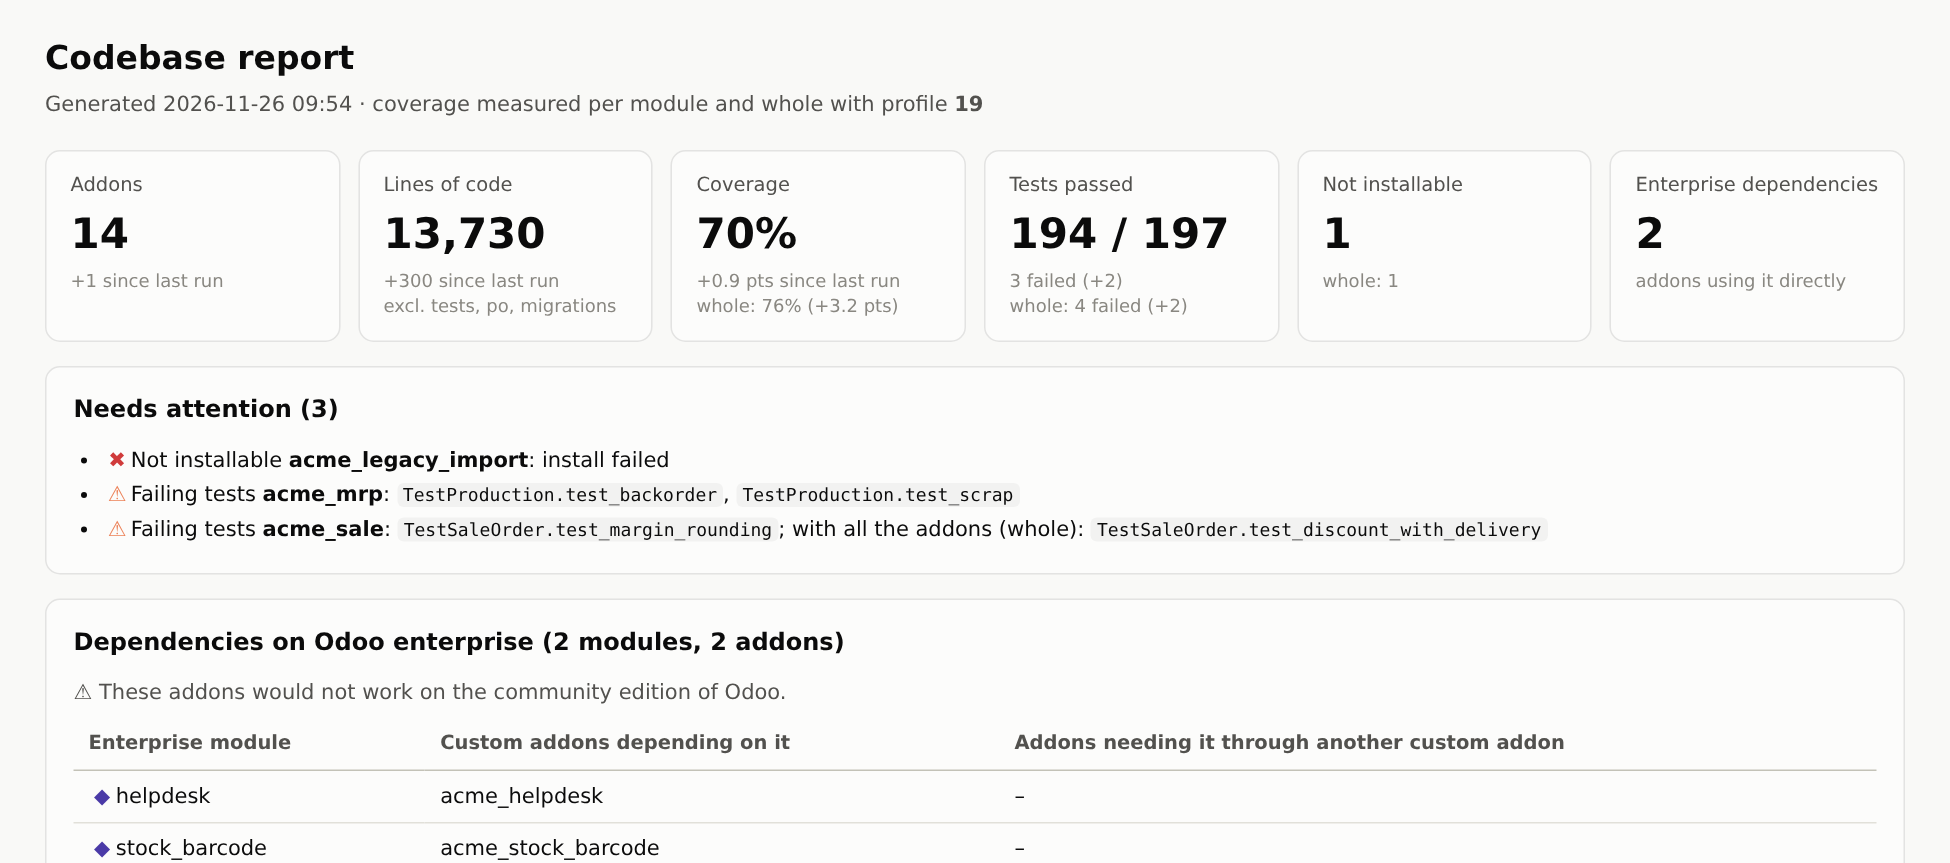 Codebase report
Generated 2026-11-26 09:54 · coverage measured per module and whole with profile 19
Addons
14
+1 since last run
Lines of code
13,730
+300 since last run
excl. tests, po, migrations
Coverage
70%
+0.9 pts since last run
whole: 76% (+3.2 pts)
Tests passed
194 / 197
3 failed (+2)
whole: 4 failed (+2)
Not installable
1
whole: 1
Enterprise dependencies
2
addons using it directly
Needs attention (3)
• ✖ Not installable acme_legacy_import: install failed
• ⚠ Failing tests acme_mrp: TestProduction.test_backorder, TestProduction.test_scrap
• ⚠ Failing tests acme_sale: TestSaleOrder.test_margin_rounding; with all the addons (whole): TestSaleOrder.test_discount_with_delivery
Dependencies on Odoo enterprise (2 modules, 2 addons)
⚠ These addons would not work on the community edition of Odoo.
Enterprise module Custom addons depending on it Addons needing it through another custom addon
◆ helpdesk acme_helpdesk –
◆ stock_barcode acme_stock_barcode –